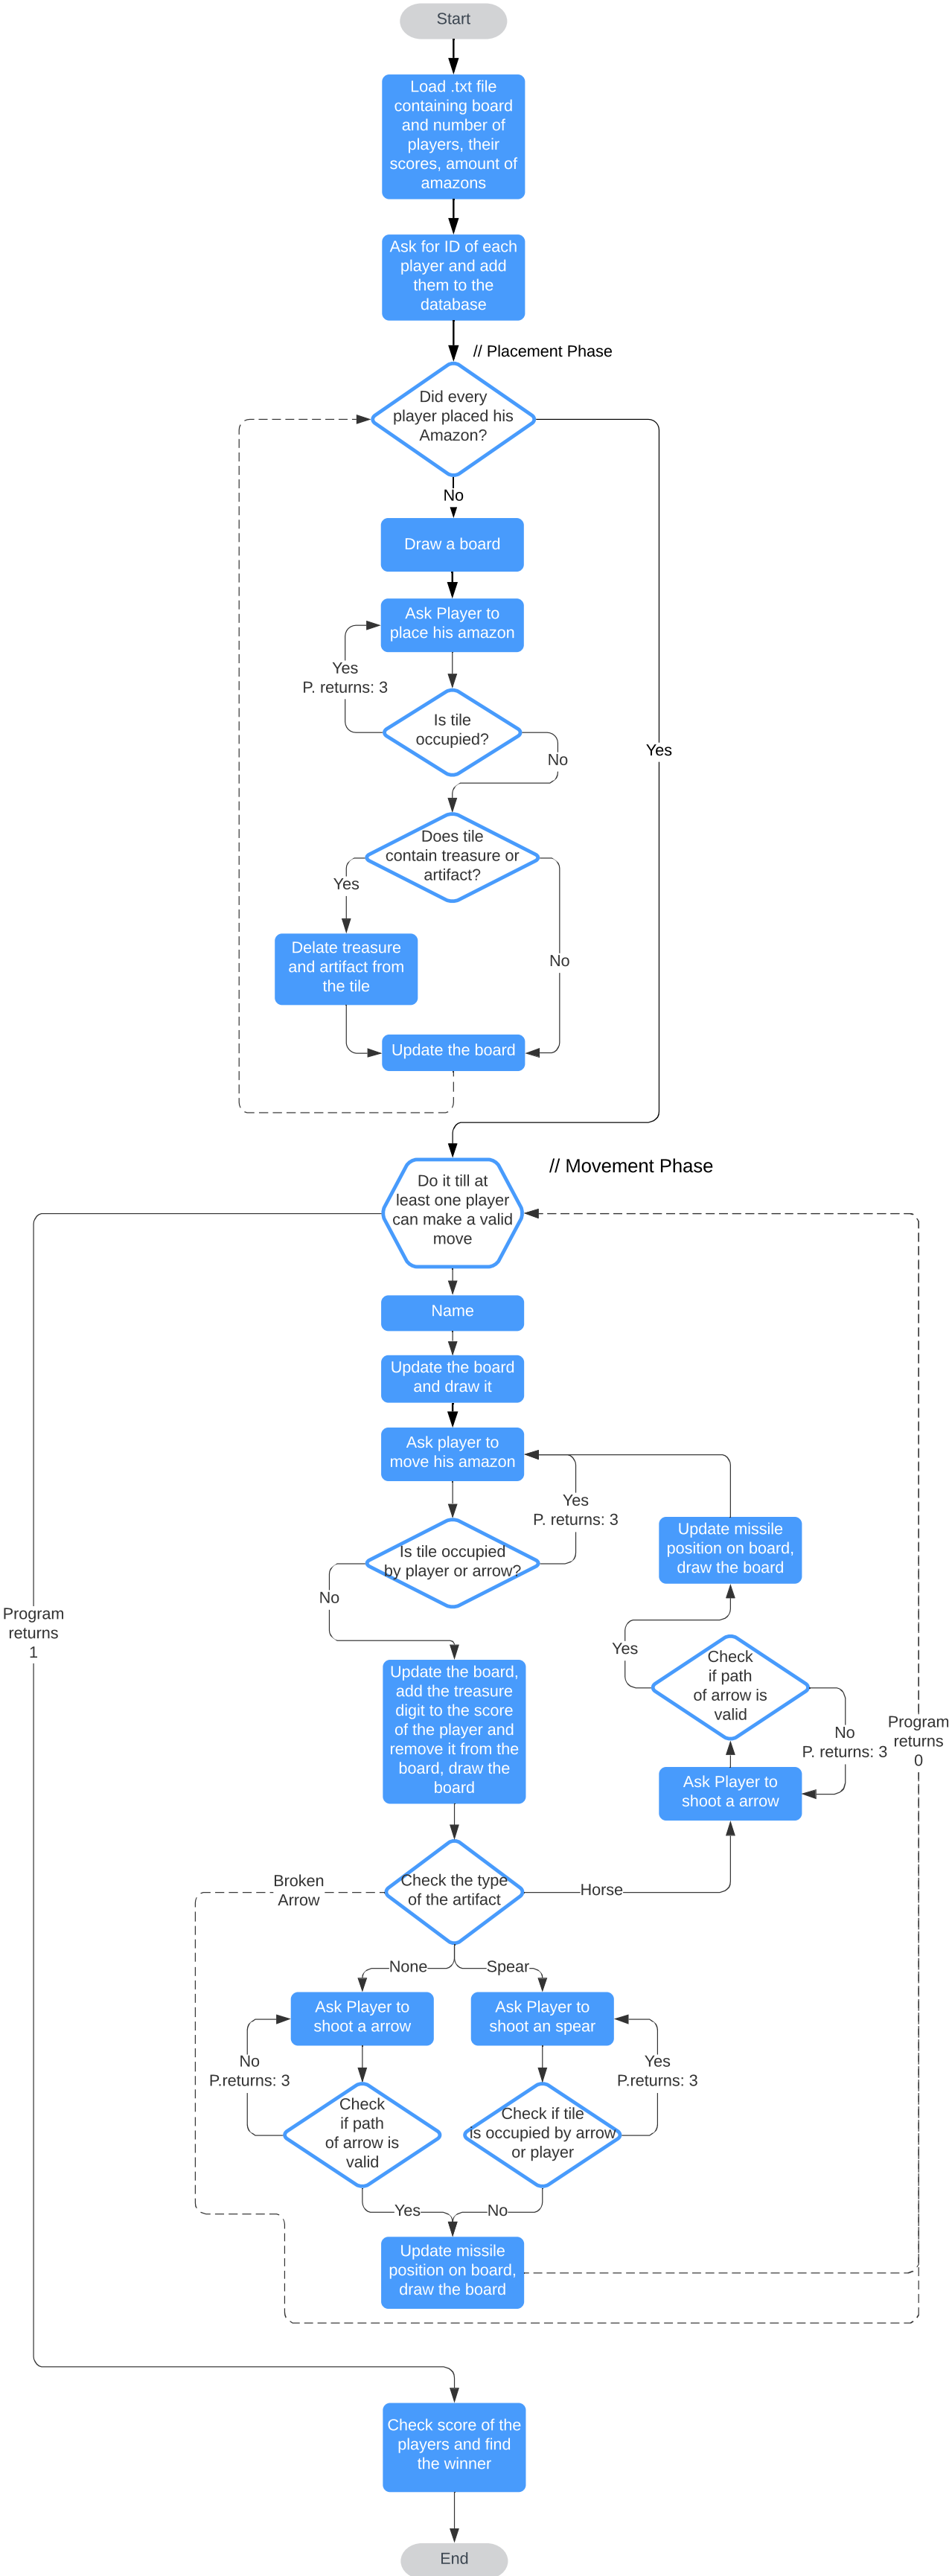 Start
Load .txt file
containing board
and number of
players, their
scores, amount of
amazons
Ask for ID of each
player and add
them to the
database
// Placement Phase
Did every
player placed his
Amazon?
No
Yes
Draw a board
Ask Player to
place his amazon
Yes
P. returns: 3
Is tile
occupied?
No
Does tile
contain treasure or
artifact?
Yes
No
Delate treasure
and artifact from
the tile
Update the board
// Movement Phase
Do it till at
least one player
can make a valid
move
Name
Update the board
and draw it
Ask player to
move his amazon
Yes
P. returns: 3
Is tile occupied
by player or arrow?
No
Update missile
position on board,
draw the board
Program
returns
1
Yes
Check
if path
of arrow is
valid
No
P. returns: 3
Program
returns
0
Update the board,
add the treasure
digit to the score
of the player and
remove it from the
board, draw the
board
Ask Player to
shoot a arrow
Check the type
of the artifact
Broken
Arrow
Horse
None
Spear
Ask Player to
shoot a arrow
Ask Player to
shoot an spear
No
P.returns: 3
Yes
P.returns: 3
Check
if path
of arrow is
valid
Check if tile
is occupied by arrow
or player
Yes
No
Update missile
position on board,
draw the board
Check score of the
players and find
the winner
End